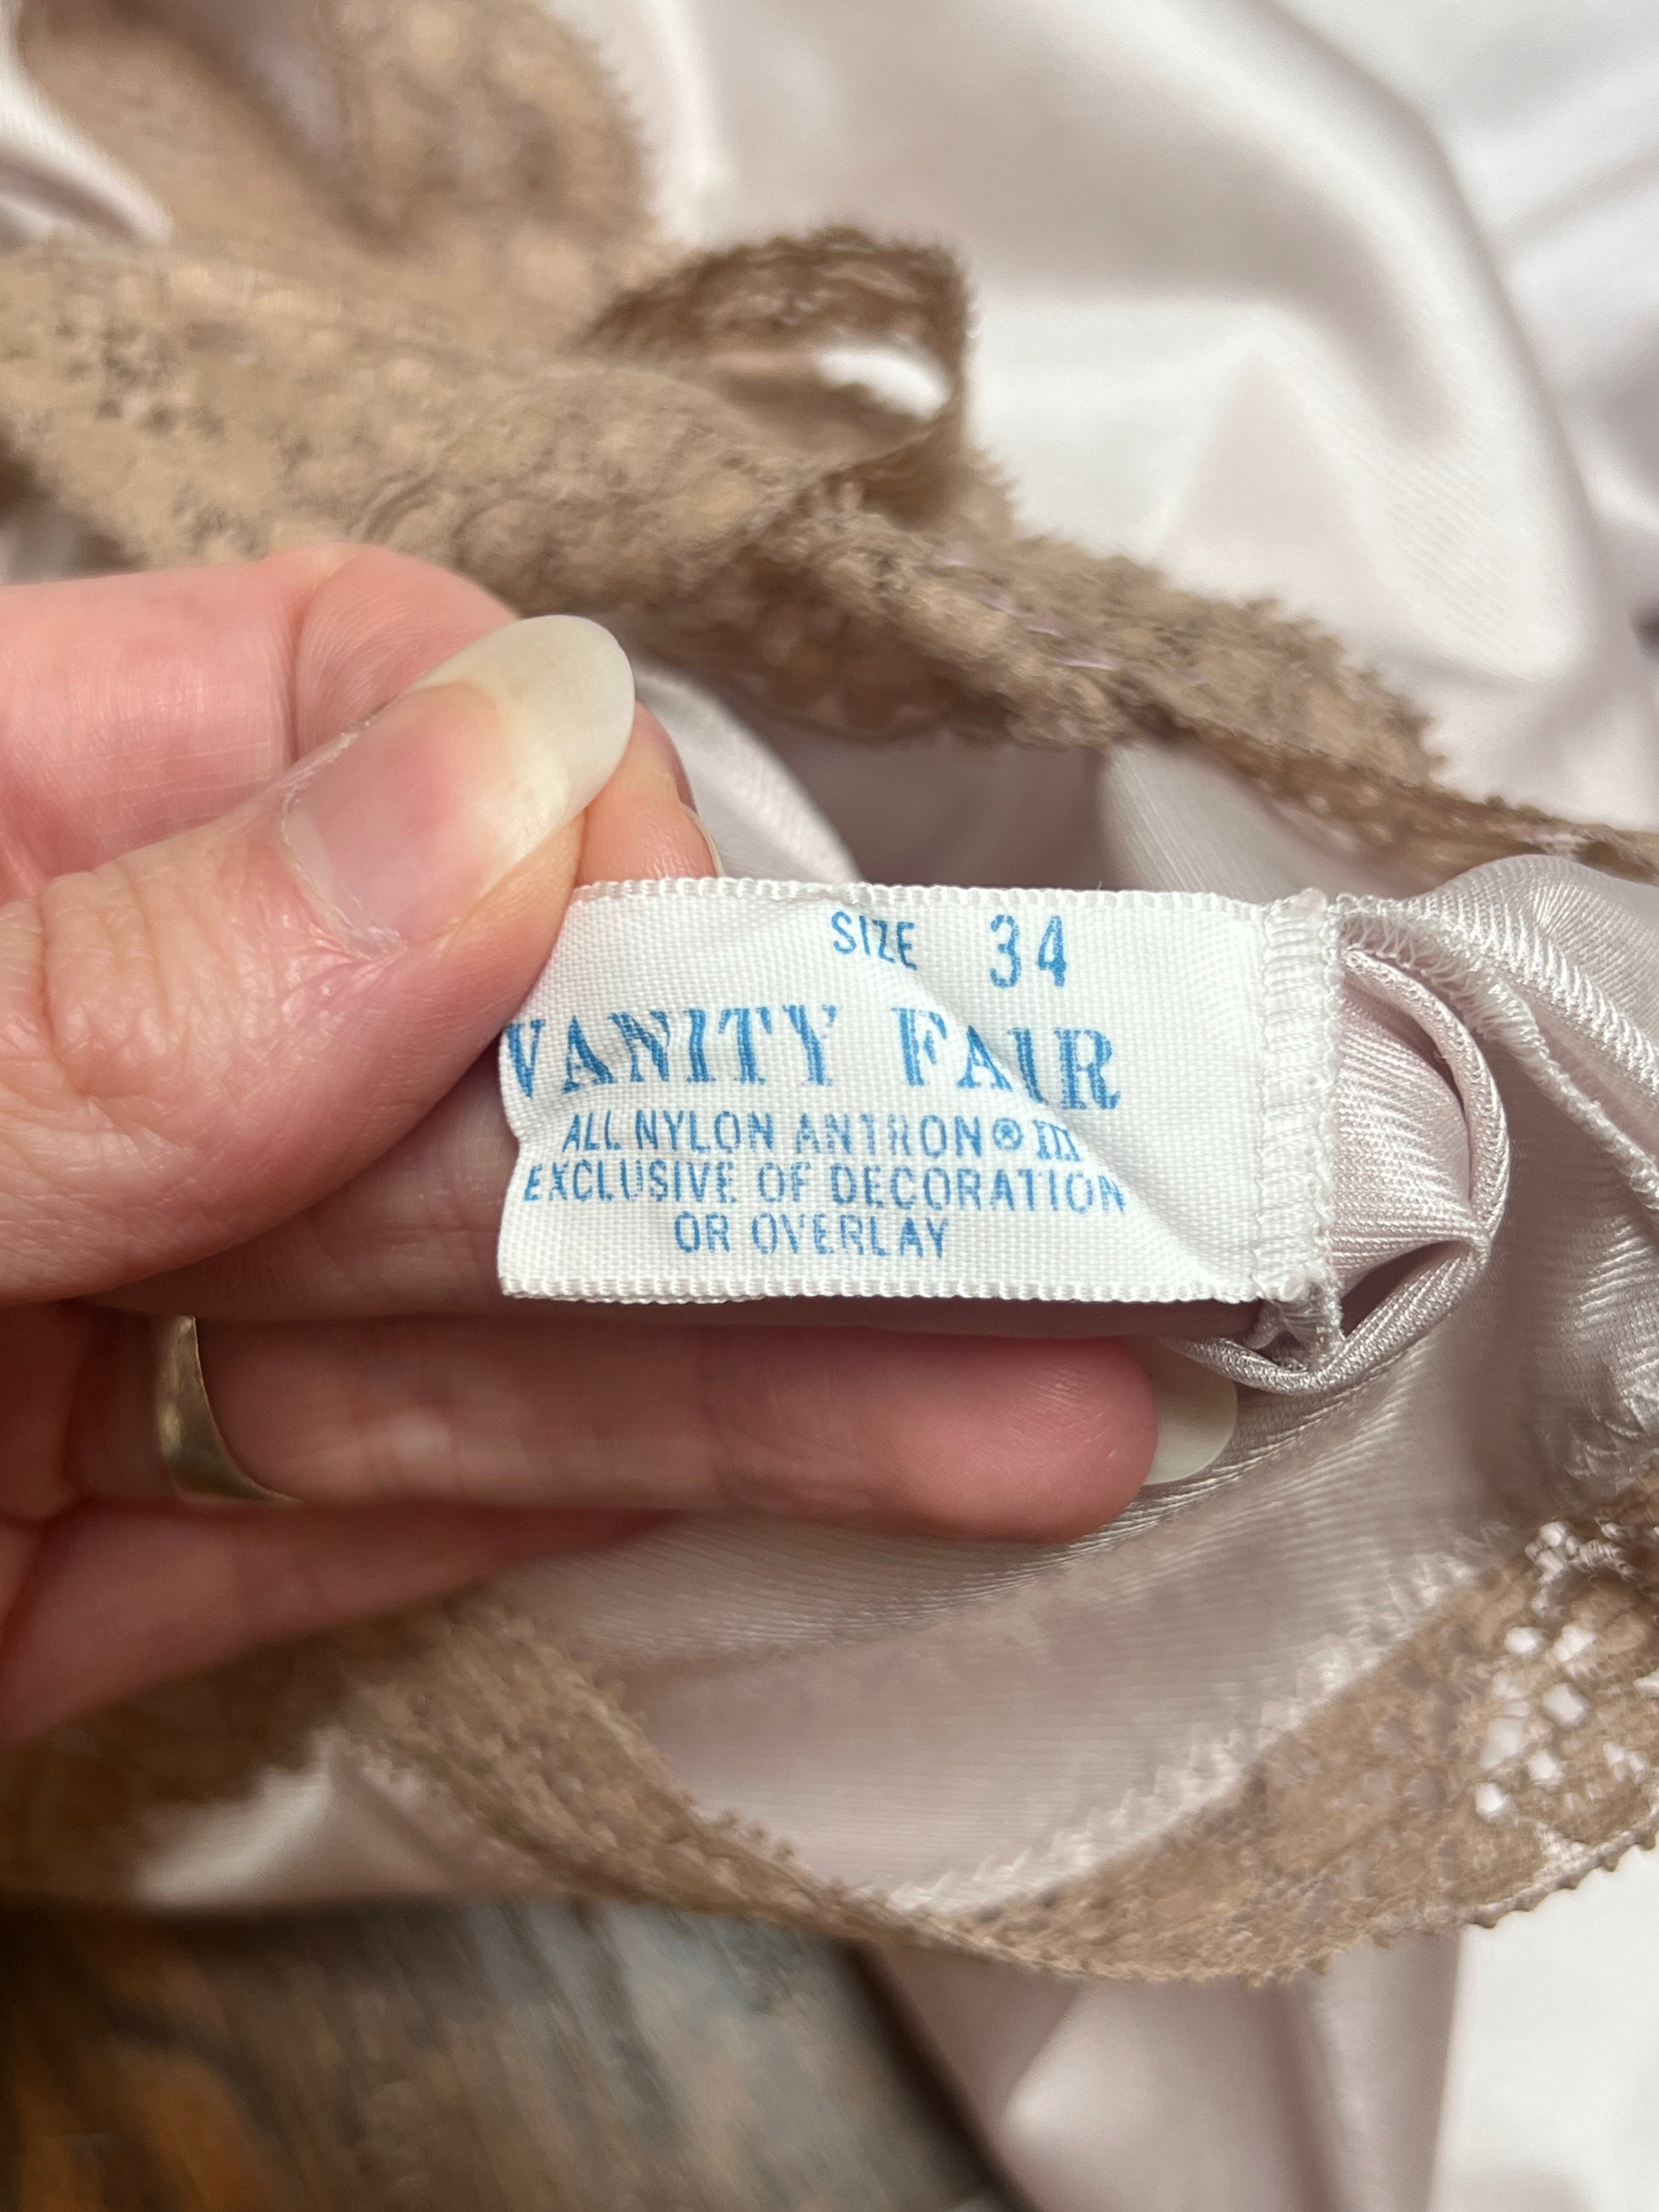 SIZE 34
VANITY FAIR
ALL NYLON ANTRON® III
EXCLUSIVE OF DECORATION
OR OVERLAY